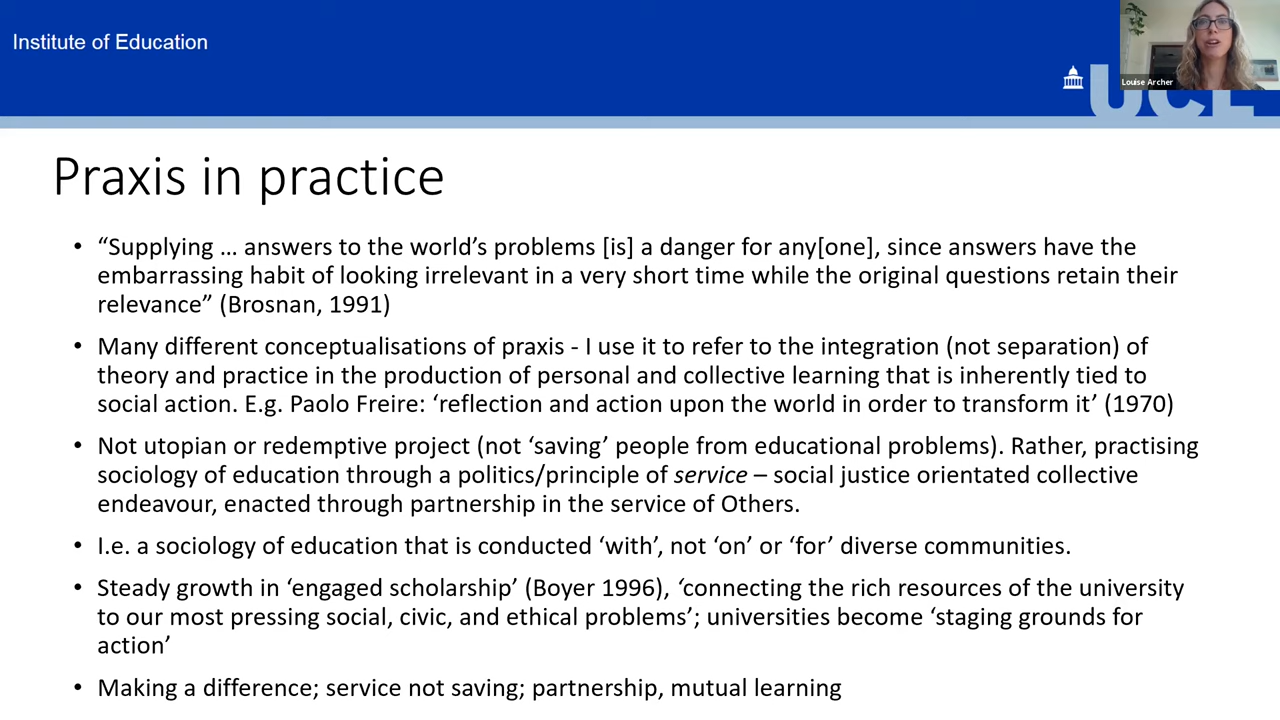 Institute of Education
Louise Archer
UCL
Praxis in practice
• “Supplying … answers to the world’s problems [is] a danger for any[one], since answers have the
embarrassing habit of looking irrelevant in a very short time while the original questions retain their
relevance” (Brosnan, 1991)
• Many different conceptualisations of praxis - I use it to refer to the integration (not separation) of
theory and practice in the production of personal and collective learning that is inherently tied to
social action. E.g. Paolo Freire: ‘reflection and action upon the world in order to transform it’ (1970)
• Not utopian or redemptive project (not ‘saving’ people from educational problems). Rather, practising
sociology of education through a politics/principle of service – social justice orientated collective
endeavour, enacted through partnership in the service of Others.
• I.e. a sociology of education that is conducted ‘with’, not ‘on’ or ‘for’ diverse communities.
• Steady growth in ‘engaged scholarship’ (Boyer 1996), ‘connecting the rich resources of the university
to our most pressing social, civic, and ethical problems’; universities become ‘staging grounds for
action’
• Making a difference; service not saving; partnership, mutual learning